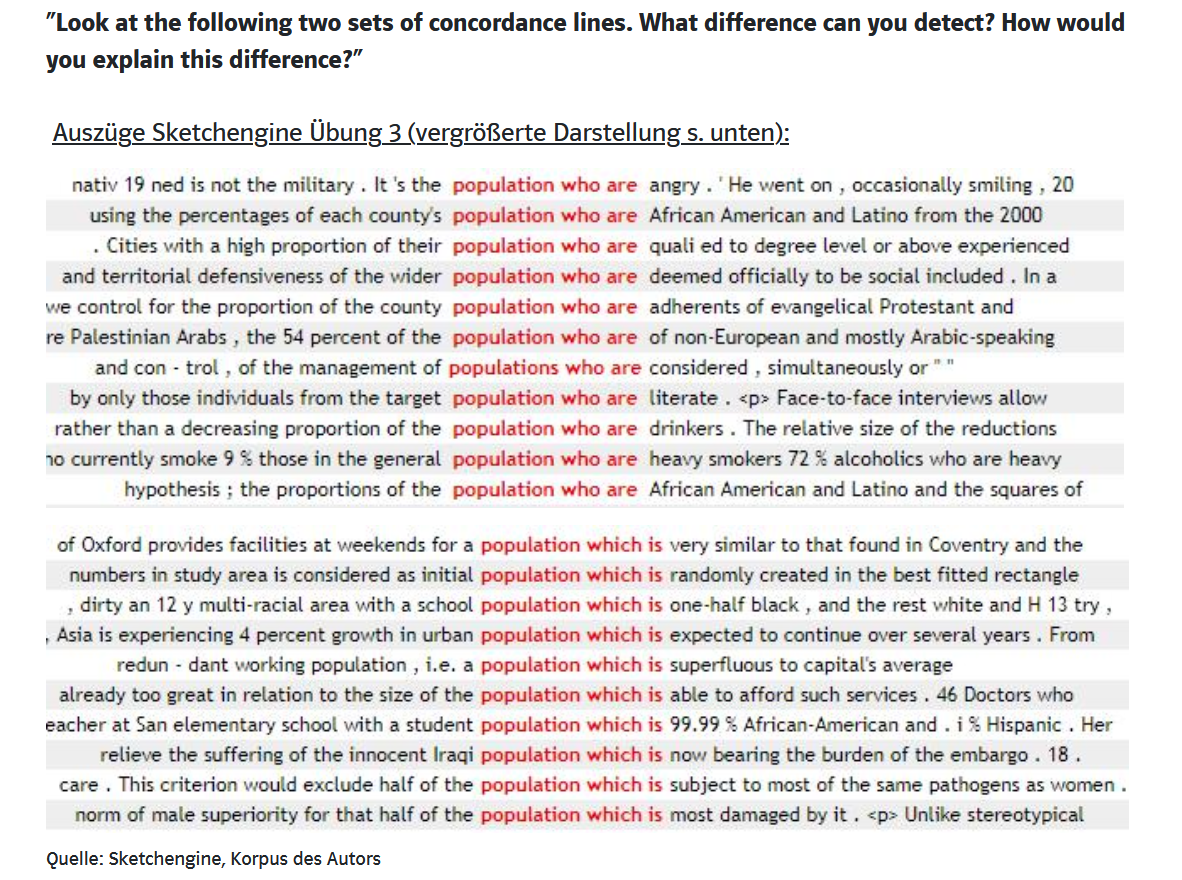 "Look at the following two sets of concordance lines. What difference can you detect? How would
you explain this difference?"
Auszüge Sketchengine Übung 3 (vergrößerte Darstellung s. unten):
nativ 19 ned is not the military . It 's the population who are angry . ' He went on , occasionally smiling , 20
using the percentages of each county's population who are African American and Latino from the 2000
. Cities with a high proportion of their population who are quali ed to degree level or above experienced
and territorial defensiveness of the wider population who are deemed officially to be social included . In a
we control for the proportion of the county population who are adherents of evangelical Protestant and
re Palestinian Arabs , the 54 percent of the population who are of non-European and mostly Arabic-speaking
and con - trol , of the management of populations who are considered , simultaneously or " "
by only those individuals from the target population who are literate . <p> Face-to-face interviews allow
rather than a decreasing proportion of the population who are drinkers . The relative size of the reductions
ho currently smoke 9 % those in the general population who are heavy smokers 72 % alcoholics who are heavy
hypothesis ; the proportions of the population who are African American and Latino and the squares of
of Oxford provides facilities at weekends for a population which is very similar to that found in Coventry and the
numbers in study area is considered as initial population which is randomly created in the best fitted rectangle
, dirty an 12 y multi-racial area with a school population which is one-half black , and the rest white and H 13 try ,
, Asia is experiencing 4 percent growth in urban population which is expected to continue over several years . From
redun - dant working population , i.e. a population which is superfluous to capital's average
already too great in relation to the size of the population which is able to afford such services . 46 Doctors who
eacher at San elementary school with a student population which is 99.99 % African-American and . i % Hispanic . Her
relieve the suffering of the innocent Iraqi population which is now bearing the burden of the embargo . 18 .
care . This criterion would exclude half of the population which is subject to most of the same pathogens as women .
norm of male superiority for that half of the population which is most damaged by it . <p> Unlike stereotypical
Quelle: Sketchengine, Korpus des Autors